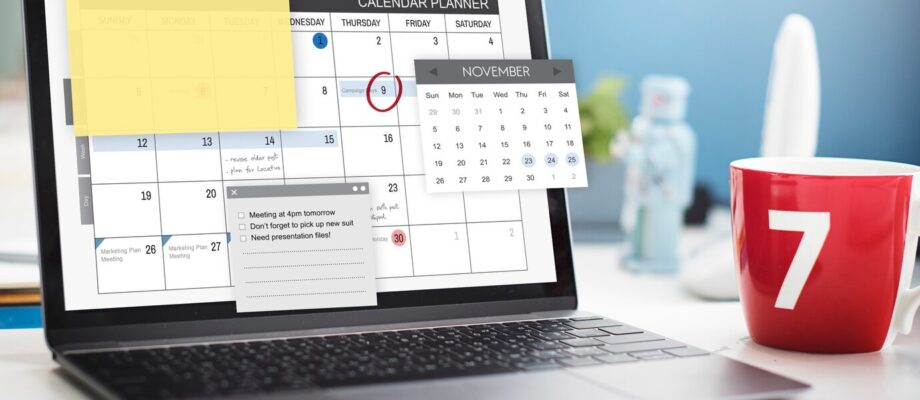 CALENDAR PLANNER
SUNDAY MONDAY TUESDAY DNESDAY THURSDAY FRIDAY SATURDAY
1 2 3 4
5 6 7 8 Campaign Days 9
Week 12 13 14 15 16
- revise older post
- plan for Locative
Day 19 20 23
Marketing Plan Meeting 26 Marketing Plan Meeting 27 30 1 2
NOVEMBER
Sun Mon Tue Wed Thu Fri Sat
29 30 31 1 2 3 4
5 6 7 8 9 10 11
12 13 14 15 16 17 18
19 20 21 22 23 24 25
26 27 28 29 30 1 2
Meeting at 4pm tomorrow
Don't forget to pick up new suit
Need presentation files!
7